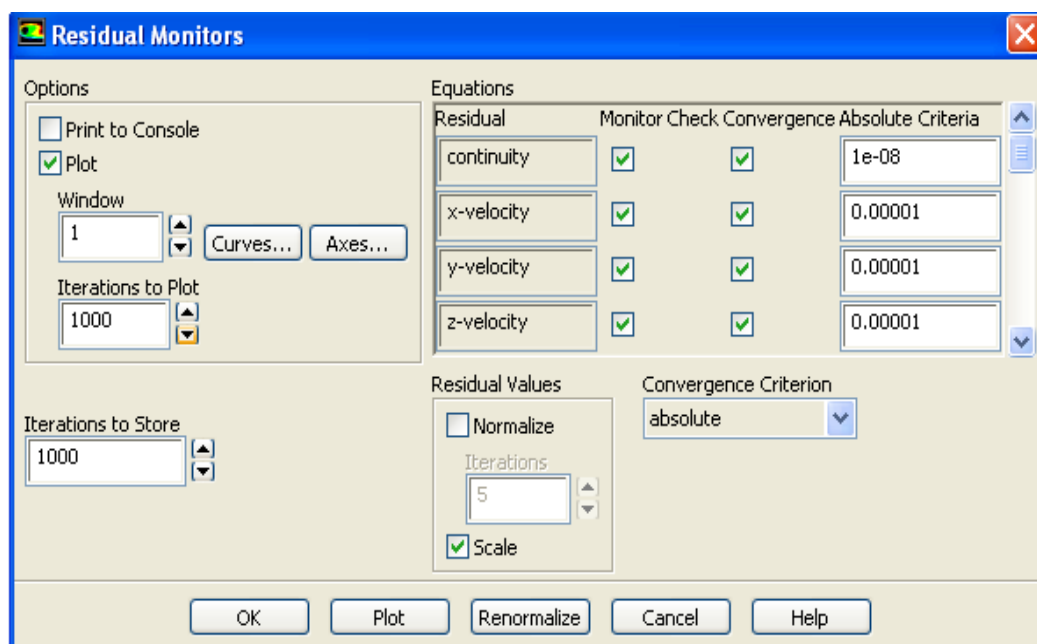 Residual Monitors
Options
Print to Console
Plot
Window
1
Curves...
Axes...
Iterations to Plot
1000
Iterations to Store
1000
Equations
Residual Monitor Check Convergence Absolute Criteria
continuity 1e-08
x-velocity 0.00001
y-velocity 0.00001
z-velocity 0.00001
Residual Values
Normalize
Iterations
5
Scale
Convergence Criterion
absolute
OK Plot Renormalize Cancel Help